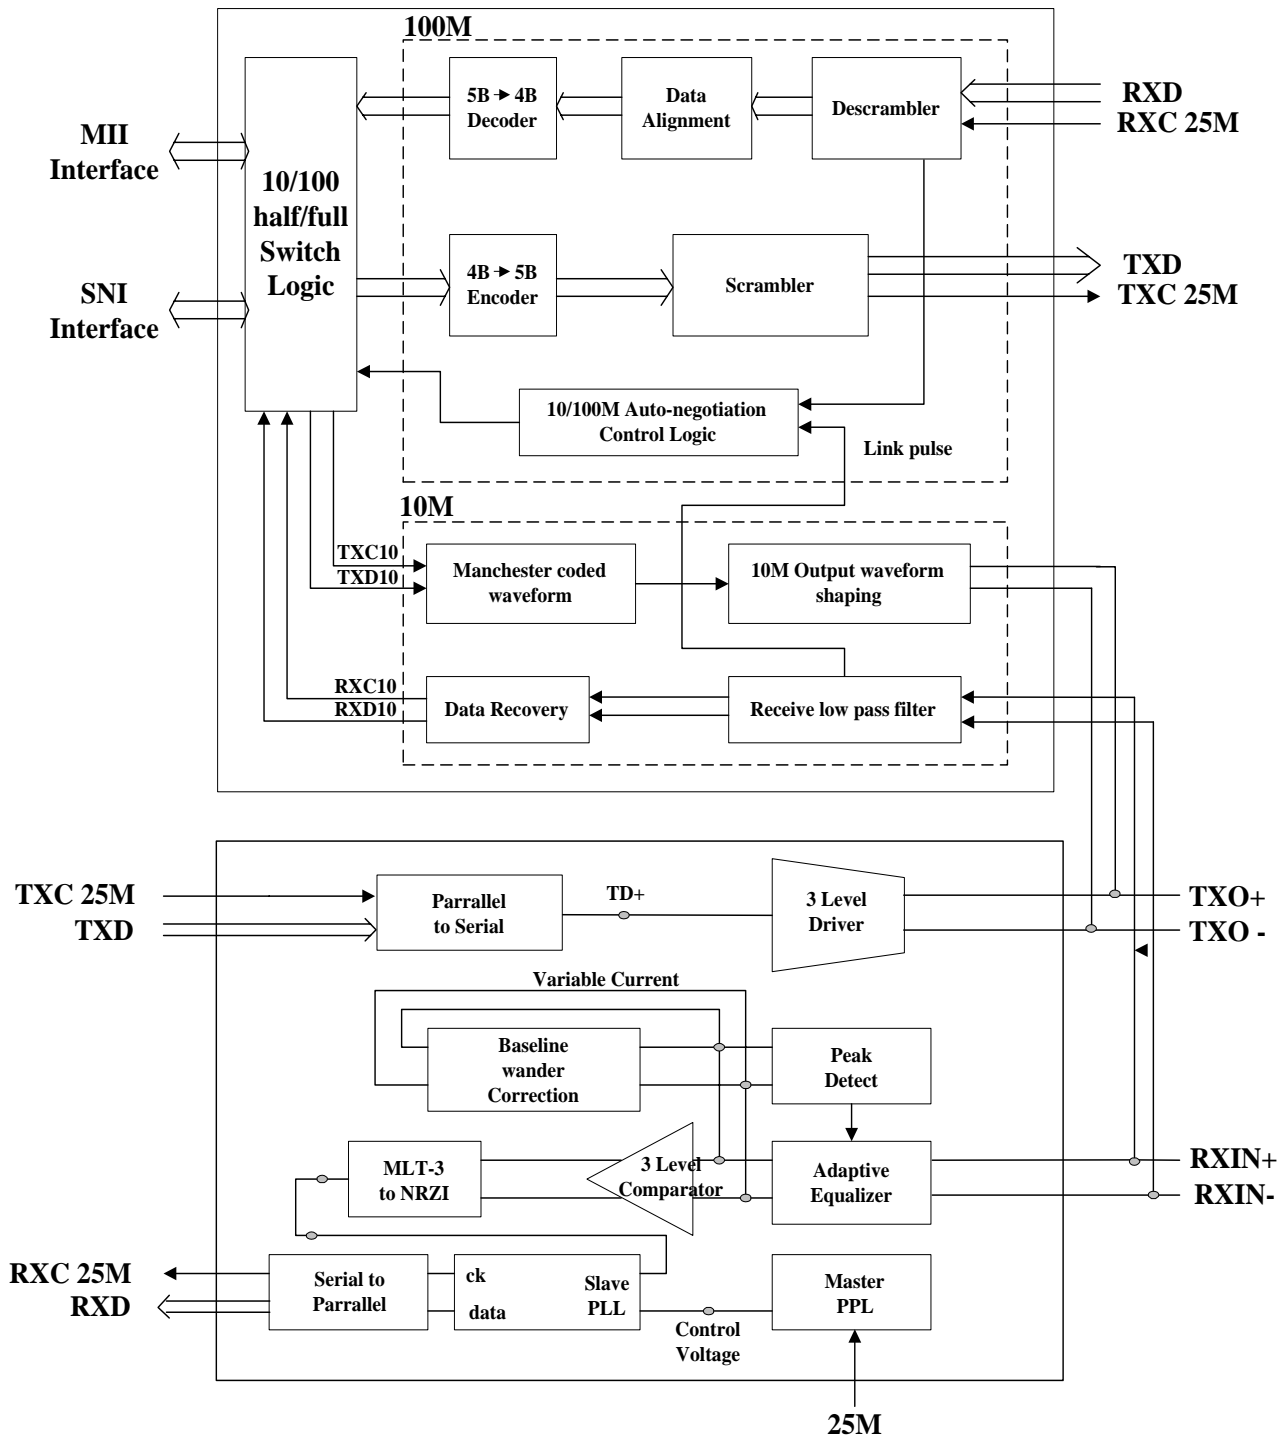 100M
5B → 4B
Decoder
Data
Alignment
Descrambler
RXD
RXC 25M
MII
Interface
10/100
half/full
Switch
Logic
4B → 5B
Encoder
Scrambler
TXD
TXC 25M
SNI
Interface
10/100M Auto-negotiation
Control Logic
Link pulse
10M
TXC10
TXD10
Manchester coded
waveform
10M Output waveform
shaping
RXC10
RXD10
Data Recovery
Receive low pass filter
TXC 25M
TXD
Parrallel
to Serial
TD+
3 Level
Driver
TXO+
TXO -
Variable Current
Baseline
wander
Correction
Peak
Detect
MLT-3
to NRZI
3 Level
Comparator
Adaptive
Equalizer
RXIN+
RXIN-
RXC 25M
RXD
Serial to
Parrallel
ck
data
Slave
PLL
Control
Voltage
Master
PPL
25M